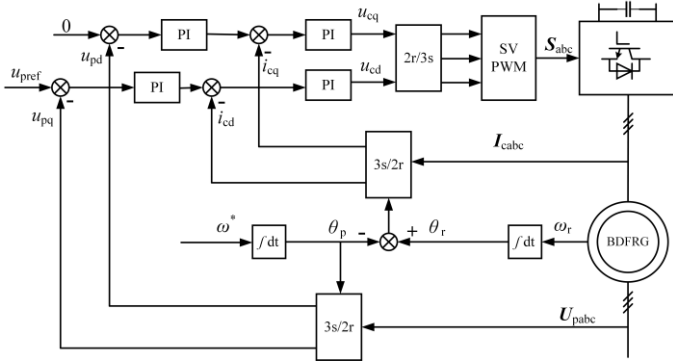 0
u_pd
-
PI
-
PI
u_cq
2r/3s
SV
PWM
S_abc
u_pref
u_pq
-
PI
-
i_cq
i_cd
PI
u_cd
3s/2r
I_cabc
ω*
∫dt
θ_p
-
+
θ_r
∫dt
ω_r
BDFRG
3s/2r
U_pabc